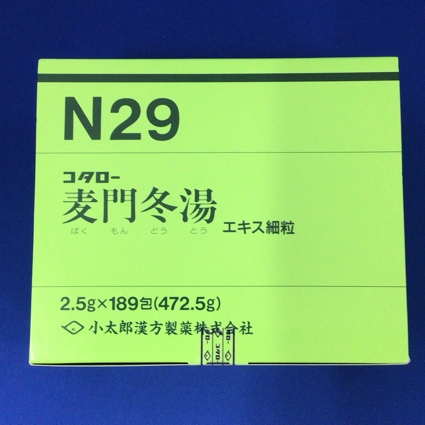 N29
コタロー
麦門冬湯 エキス細粒
ばく もん どう とう
2.5g×189包(472.5g)
小太郎漢方製薬株式会社